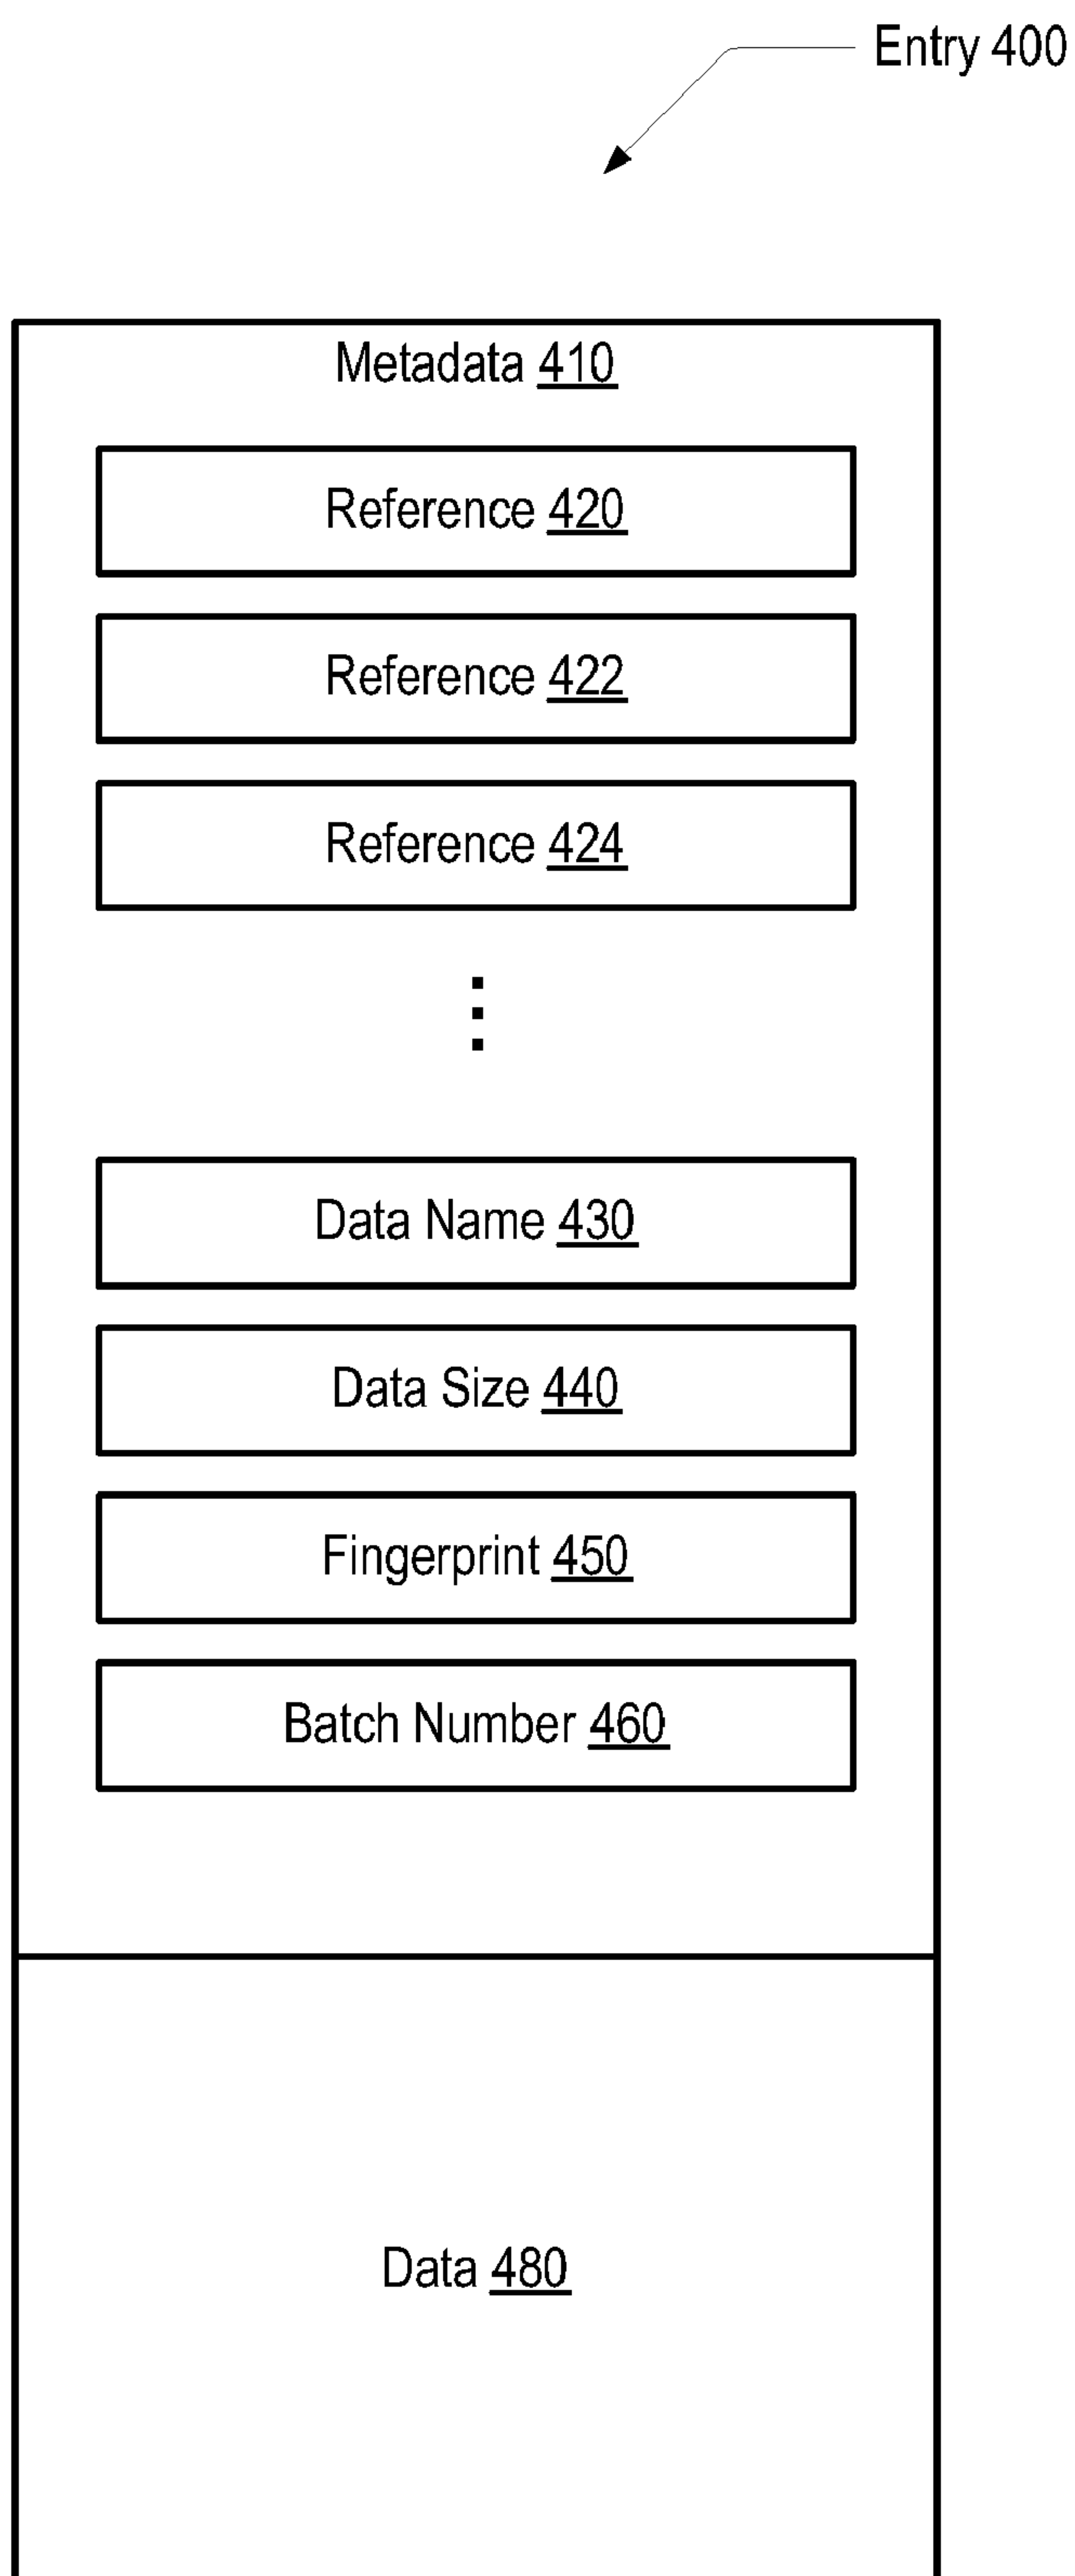 Entry 400
Metadata 410
Reference 420
Reference 422
Reference 424
Data Name 430
Data Size 440
Fingerprint 450
Batch Number 460
Data 480